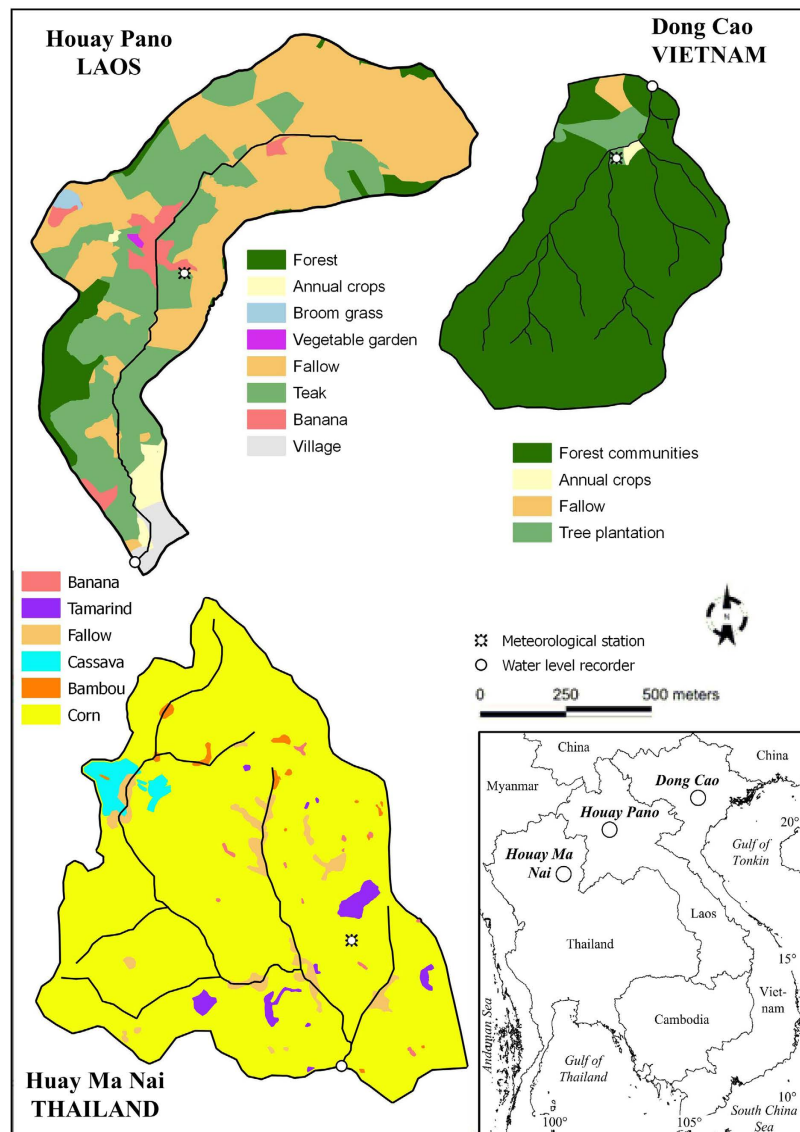 Houay Pano
LAOS
Dong Cao
VIETNAM
Forest
Annual crops
Broom grass
Vegetable garden
Fallow
Teak
Banana
Village
Forest communities
Annual crops
Fallow
Tree plantation
Banana
Tamarind
Fallow
Cassava
Bambou
Corn
Meteorological station
Water level recorder
0 250 500 meters
Huay Ma Nai
THAILAND
China
China
Myanmar
Dong Cao
Houay Pano
20°
Gulf of
Tonkin
Houay Ma
Nai
Laos
Thailand
15°
Viet-
nam
Cambodia
Andaman Sea
Gulf of
Thailand
10°
100°
105°
South China
Sea